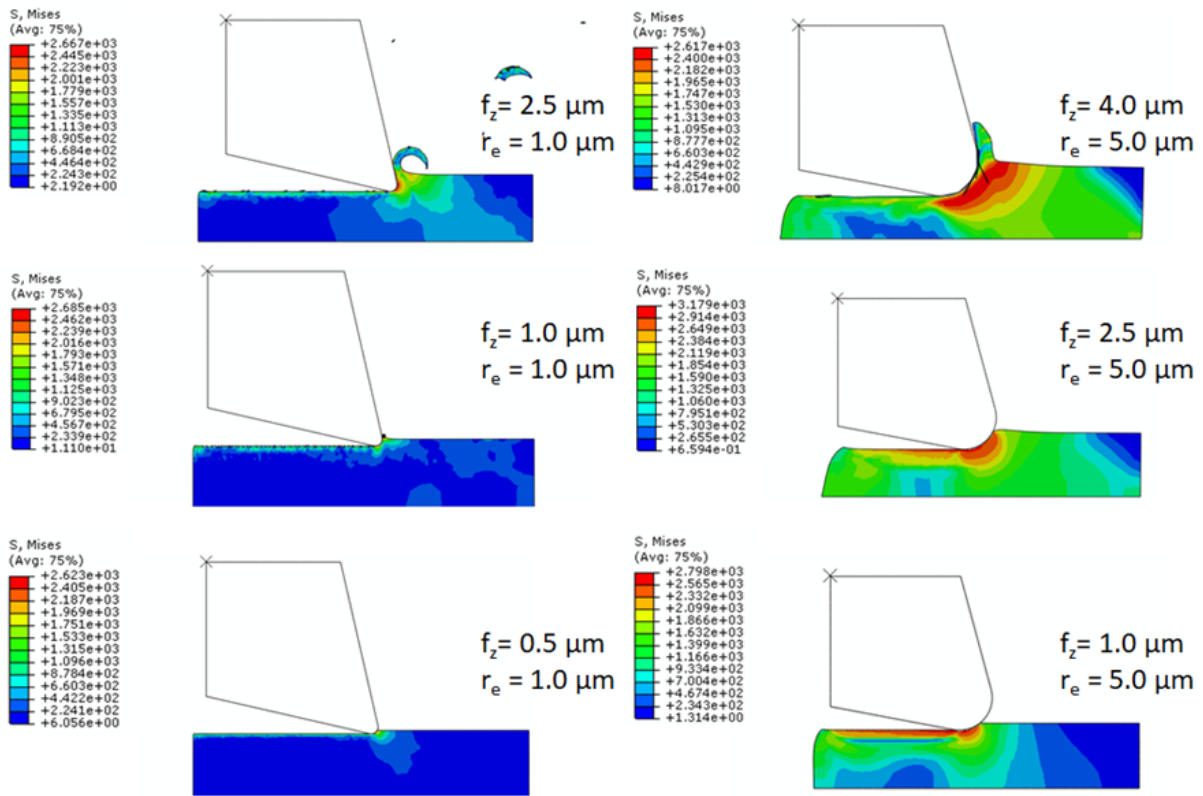 S, Mises
(Avg: 75%)
+2.667e+03
+2.445e+03
+2.223e+03
+2.001e+03
+1.779e+03
+1.557e+03
+1.335e+03
+1.113e+03
+8.905e+02
+6.684e+02
+4.464e+02
+2.243e+02
+2.192e+00
fz= 2.5 μm
re = 1.0 μm
S, Mises
(Avg: 75%)
+2.617e+03
+2.400e+03
+2.182e+03
+1.965e+03
+1.747e+03
+1.530e+03
+1.313e+03
+1.095e+03
+8.777e+02
+6.603e+02
+4.429e+02
+2.254e+02
+8.017e+00
fz= 4.0 μm
re = 5.0 μm
S, Mises
(Avg: 75%)
+2.685e+03
+2.462e+03
+2.239e+03
+2.016e+03
+1.793e+03
+1.571e+03
+1.348e+03
+1.125e+03
+9.023e+02
+6.795e+02
+4.567e+02
+2.339e+02
+1.110e+01
fz= 1.0 μm
re = 1.0 μm
S, Mises
(Avg: 75%)
+3.179e+03
+2.914e+03
+2.649e+03
+2.384e+03
+2.119e+03
+1.854e+03
+1.590e+03
+1.325e+03
+1.060e+03
+7.951e+02
+5.303e+02
+2.655e+02
+6.594e-01
fz= 2.5 μm
re = 5.0 μm
S, Mises
(Avg: 75%)
+2.623e+03
+2.405e+03
+2.187e+03
+1.969e+03
+1.751e+03
+1.533e+03
+1.315e+03
+1.096e+03
+8.784e+02
+6.603e+02
+4.422e+02
+2.241e+02
+6.056e+00
fz= 0.5 μm
re = 1.0 μm
S, Mises
(Avg: 75%)
+2.798e+03
+2.565e+03
+2.332e+03
+2.099e+03
+1.866e+03
+1.632e+03
+1.399e+03
+1.166e+03
+9.334e+02
+7.004e+02
+4.674e+02
+2.343e+02
+1.314e+00
fz= 1.0 μm
re = 5.0 μm